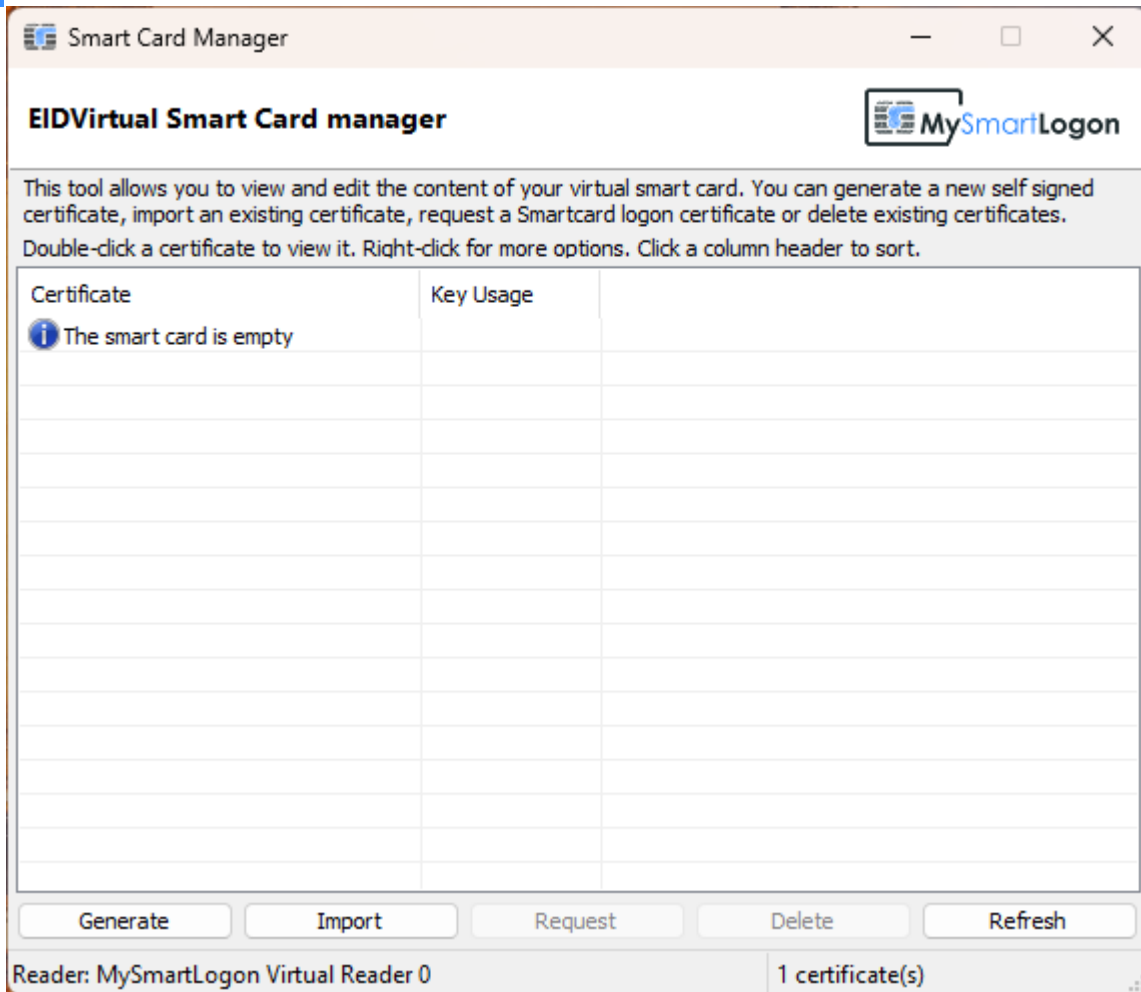 Smart Card Manager
EIDVirtual Smart Card manager
MySmartLogon
This tool allows you to view and edit the content of your virtual smart card. You can generate a new self signed
certificate, import an existing certificate, request a Smartcard logon certificate or delete existing certificates.
Double-click a certificate to view it. Right-click for more options. Click a column header to sort.
Certificate Key Usage
The smart card is empty
Generate Import Request Delete Refresh
Reader: MySmartLogon Virtual Reader 0 1 certificate(s)